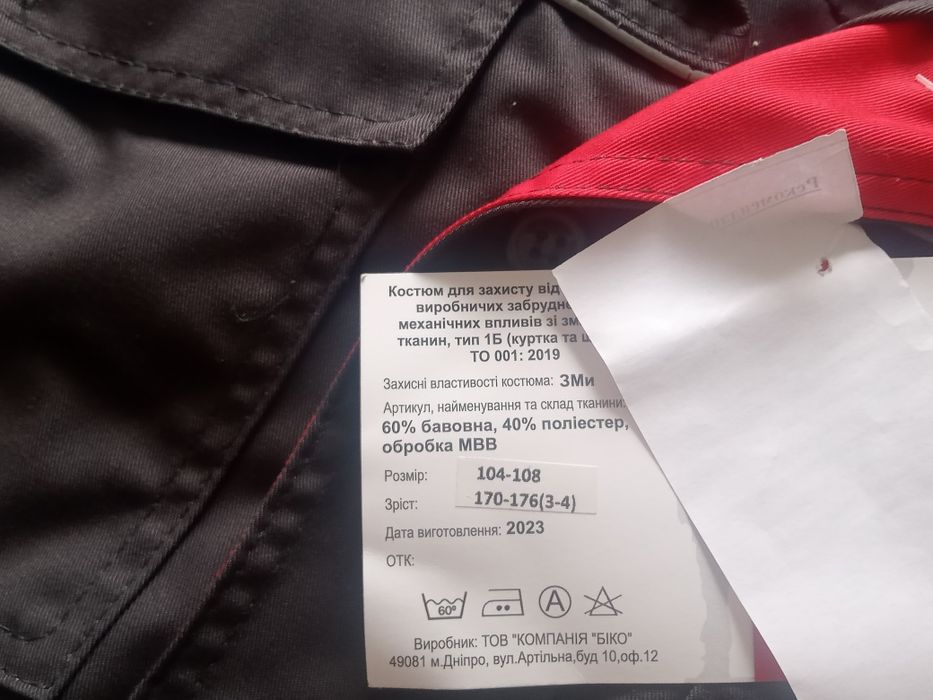 Костюм для захисту від
виробничих
механічних впливів зі
тканин, тип 1Б (куртка та
ТО 001: 2019
Захисні властивості костюма: ЗМи
Артикул, найменування та склад тканини:
60% бавовна, 40% поліестер,
обробка МВВ
Розмір: 104-108
Зріст: 170-176(3-4)
Дата виготовлення: 2023
ОТК:
60° A
Виробник: ТОВ "КОМПАНІЯ "БІКО"
49081 м.Дніпро, вул.Артільна,буд 10,оф.12